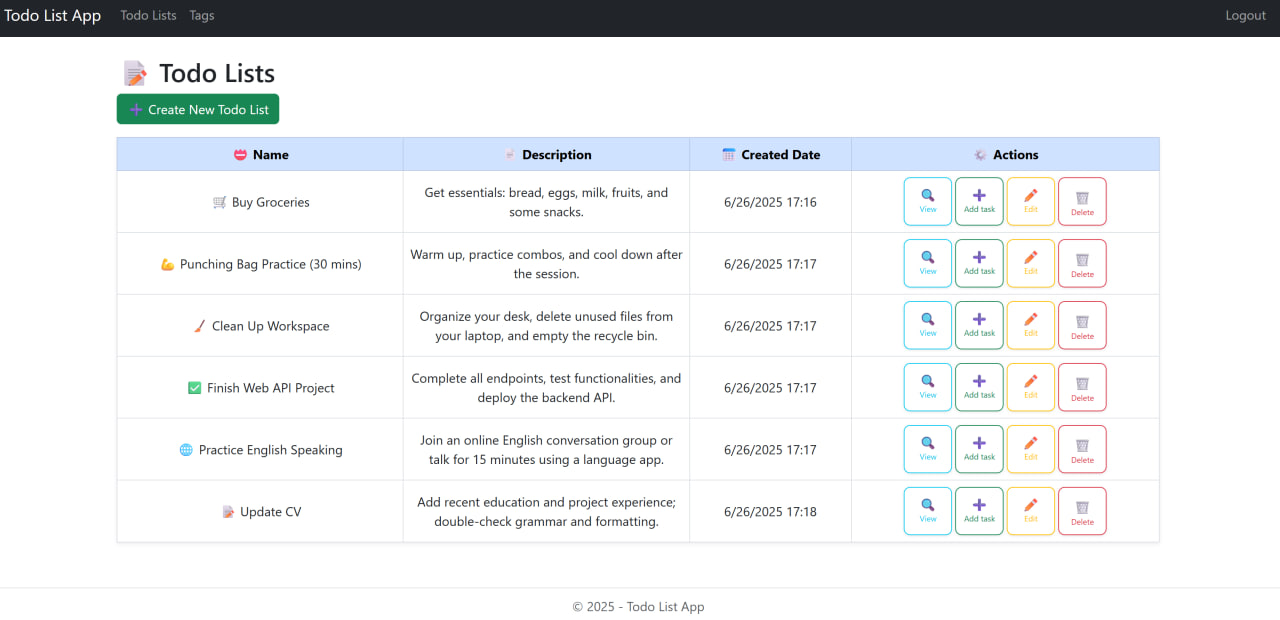 Todo List App Todo Lists Tags Logout
📝 Todo Lists
➕ Create New Todo List
📛 Name 📄 Description 📅 Created Date ⚙️ Actions
🛒 Buy Groceries
Get essentials: bread, eggs, milk, fruits, and
some snacks.
6/26/2025 17:16
View Add task Edit Delete
💪 Punching Bag Practice (30 mins)
Warm up, practice combos, and cool down after
the session.
6/26/2025 17:17
View Add task Edit Delete
🧹 Clean Up Workspace
Organize your desk, delete unused files from
your laptop, and empty the recycle bin.
6/26/2025 17:17
View Add task Edit Delete
✅ Finish Web API Project
Complete all endpoints, test functionalities, and
deploy the backend API.
6/26/2025 17:17
View Add task Edit Delete
🌐 Practice English Speaking
Join an online English conversation group or
talk for 15 minutes using a language app.
6/26/2025 17:17
View Add task Edit Delete
📝 Update CV
Add recent education and project experience;
double-check grammar and formatting.
6/26/2025 17:18
View Add task Edit Delete
© 2025 - Todo List App